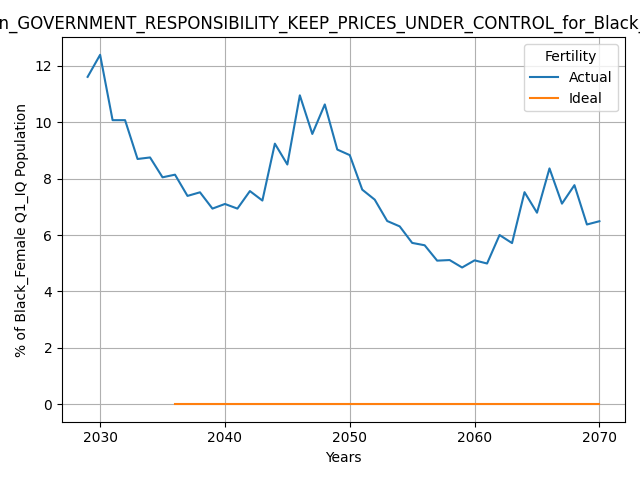 n_GOVERNMENT_RESPONSIBILITY_KEEP_PRICES_UNDER_CONTROL_for_Black_
Fertility
Actual
Ideal
% of Black_Female Q1_IQ Population
12
10
8
6
4
2
0
2030 2040 2050 2060 2070
Years